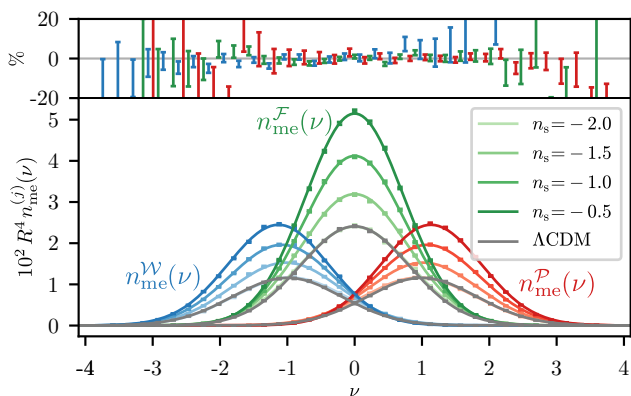 20
0
-20
%
5
4
3
2
1
0
10² R⁴ n_me^(j)(ν)
n_me^𝓕(ν)
n_me^𝓦(ν)
n_me^𝓟(ν)
n_s = −2.0
n_s = −1.5
n_s = −1.0
n_s = −0.5
ΛCDM
-4 -3 -2 -1 0 1 2 3 4
ν